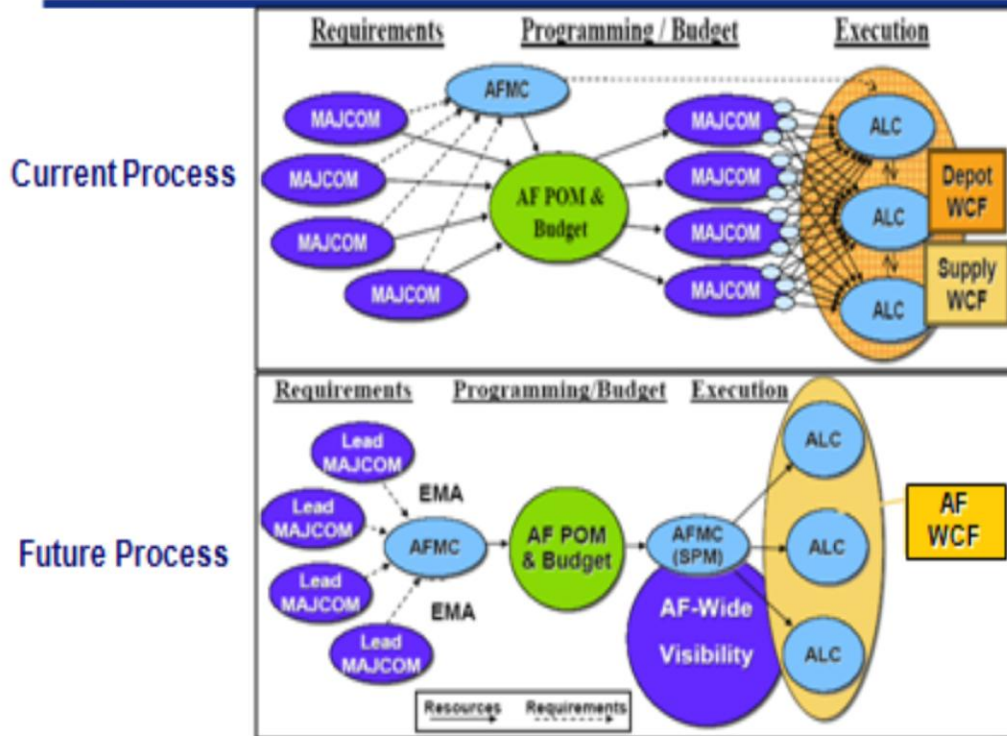 Requirements Programming / Budget Execution
Current Process
AFMC
MAJCOM
MAJCOM
MAJCOM
MAJCOM
AF POM &
Budget
MAJCOM
MAJCOM
MAJCOM
MAJCOM
ALC
ALC
ALC
Depot
WCF
Supply
WCF
Requirements Programming/Budget Execution
Future Process
Lead
MAJCOM
Lead
MAJCOM
Lead
MAJCOM
Lead
MAJCOM
EMA
EMA
AFMC
AF POM
& Budget
AFMC
(SPM)
AF-Wide
Visibility
ALC
ALC
ALC
AF
WCF
Resources Requirements